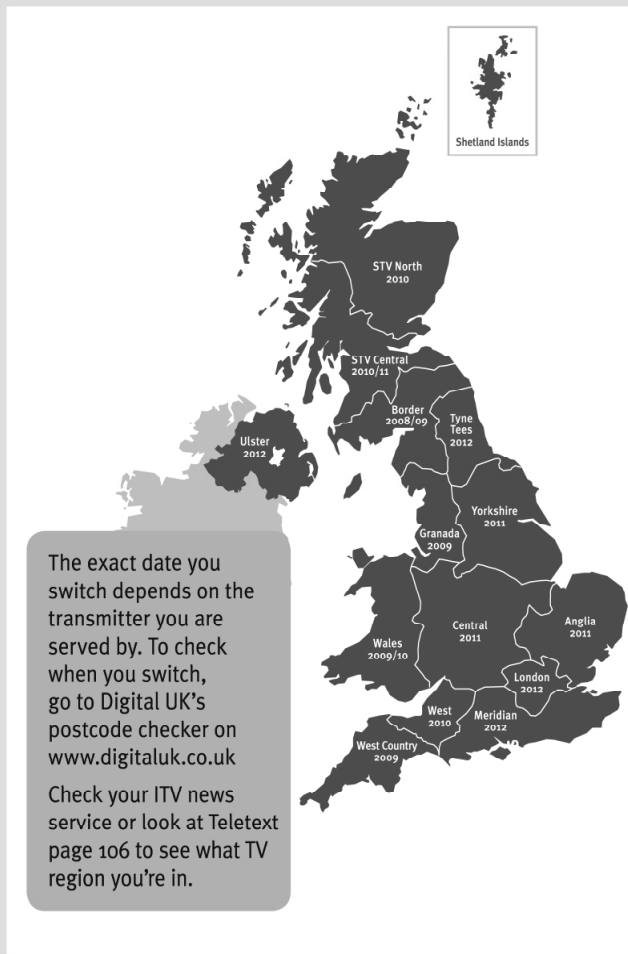 Shetland Islands
STV North
2010
STV Central
2010/11
Border
2008/09
Tyne
Tees
2012
Ulster
2012
Yorkshire
2011
Granada
2009
Central
2011
Anglia
2011
Wales
2009/10
London
2012
West
2010
Meridian
2012
West Country
2009
The exact date you
switch depends on the
transmitter you are
served by. To check
when you switch,
go to Digital UK's
postcode checker on
www.digitaluk.co.uk
Check your ITV news
service or look at Teletext
page 106 to see what TV
region you're in.